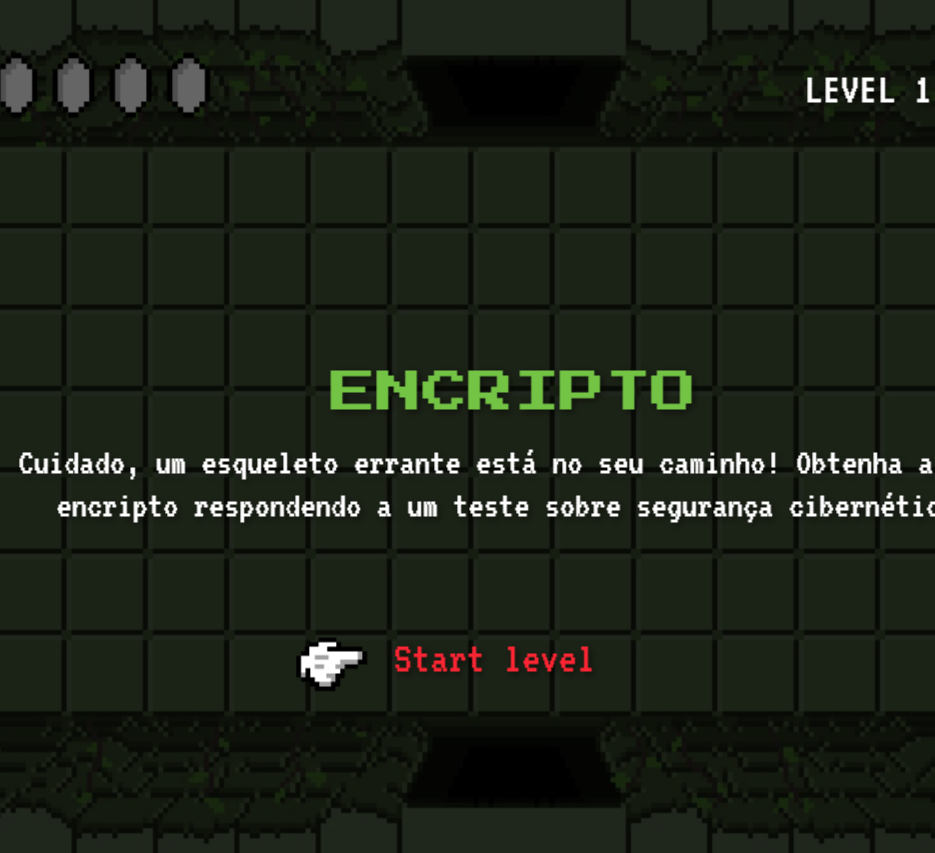 LEVEL 1
ENCRIPTO
Cuidado, um esqueleto errante está no seu caminho! Obtenha a
encripto respondendo a um teste sobre segurança
Start level